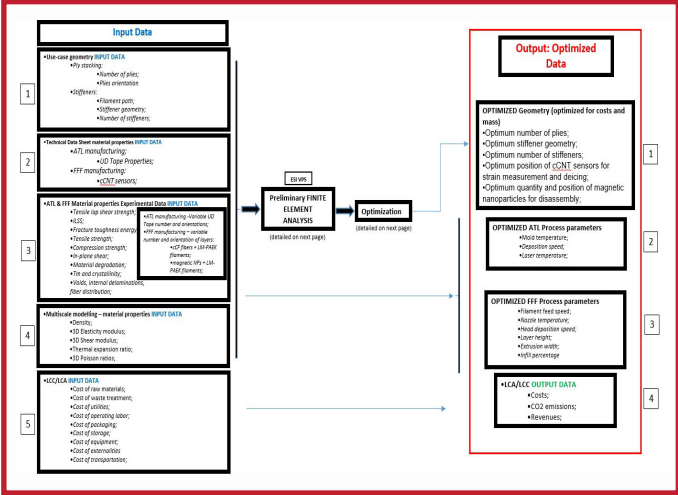 Input Data
•Use-case geometry INPUT DATA
•Ply stacking:
•Number of plies;
•Plies orientation
•Stiffeners:
•Filament path;
•Stiffener geometry;
•Number of stiffeners;
1
•Technical Data Sheet material properties INPUT DATA
•ATL manufacturing:
•UD Tape Properties;
•FFF manufacturing:
•cCNT sensors;
2
•ATL & FFF Material properties Experimental Data INPUT DATA
•Tensile lap shear strength;
•ILSS;
•Fracture toughness energy
•Tensile strength;
•Compression strength;
•In-plane shear;
•Material degradation;
•Tm and crystallinity;
•Voids, internal delaminations,
fiber distribution;
3
•ATL manufacturing -Variable UD
Tape number and orientations;
•FFF manufacturing – variable
number and orientation of layers:
•cCF fibers + LM-PAEK
filaments;
•magnetic NPs + LM-
PAEK filaments;
•Multiscale modelling – material properties INPUT DATA
•Density;
•3D Elasticity modulus;
•3D Shear modulus;
•Thermal expansion ratio;
•3D Poisson ratios;
4
•LCC/LCA INPUT DATA
•Cost of raw materials;
•Cost of waste treatment;
•Cost of utilities;
•Cost of operating labor;
•Cost of packaging;
•Cost of storage;
•Cost of equipment;
•Cost of externalities
•Cost of transportation;
5
ESI VPS
Preliminary FINITE
ELEMENT
ANALYSIS
(detailed on next page)
Optimization
(detailed on next page)
Output: Optimized
Data
OPTIMIZED Geometry (optimized for costs and
mass)
•Optimum number of plies;
•Optimum stiffener geometry;
•Optimum number of stiffeners;
•Optimum position of cCNT sensors for
strain measurement and deicing;
•Optimum quantity and position of magnetic
nanoparticles for disassembly;
1
OPTIMIZED ATL Process parameters
•Mold temperature;
•Deposition speed;
•Laser temperature;
2
OPTIMIZED FFF Process parameters
•Filament feed speed;
•Nozzle temperature;
•Head deposition speed;
•Layer height;
•Extrusion width;
•Infill percentage
3
•LCA/LCC OUTPUT DATA
•Costs;
•CO2 emissions;
•Revenues;
4